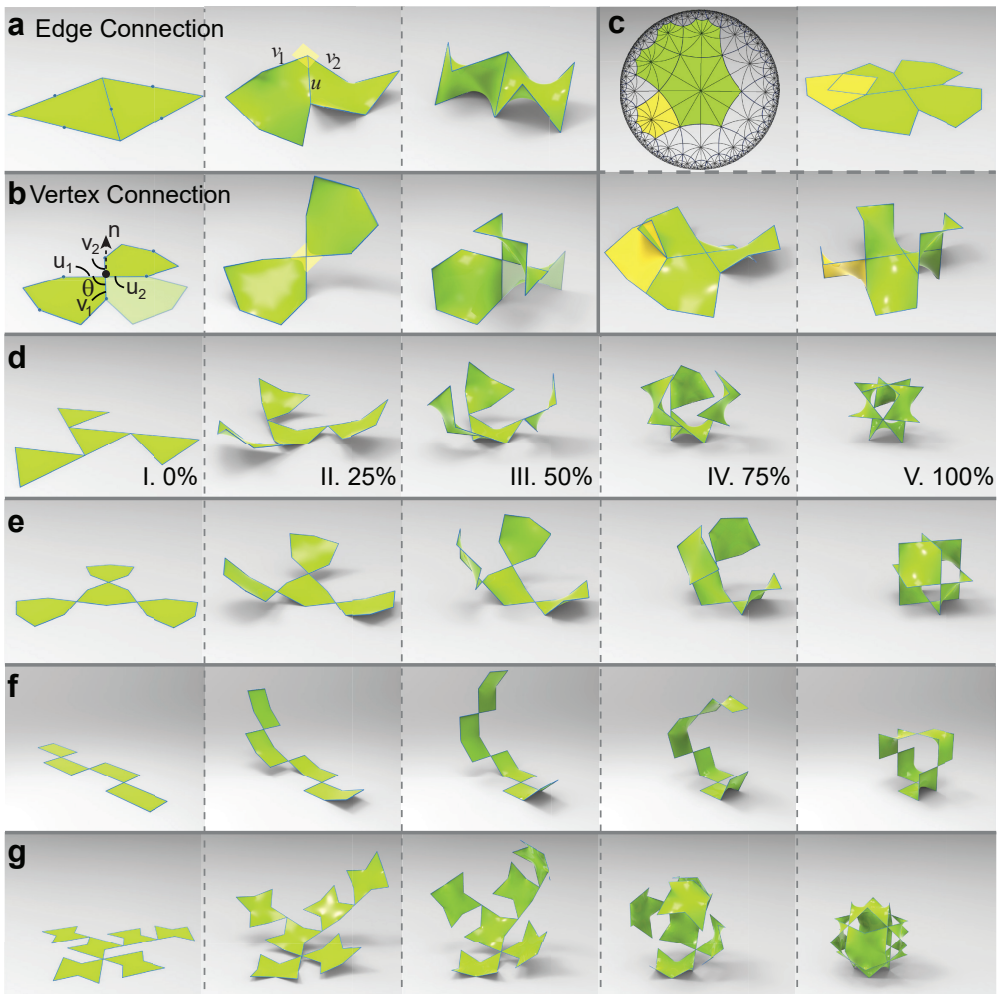 a Edge Connection
v1 v2
u
c
b Vertex Connection
n
v2
u1
θ
u2
v1
d
I. 0%
II. 25%
III. 50%
IV. 75%
V. 100%
e
f
g